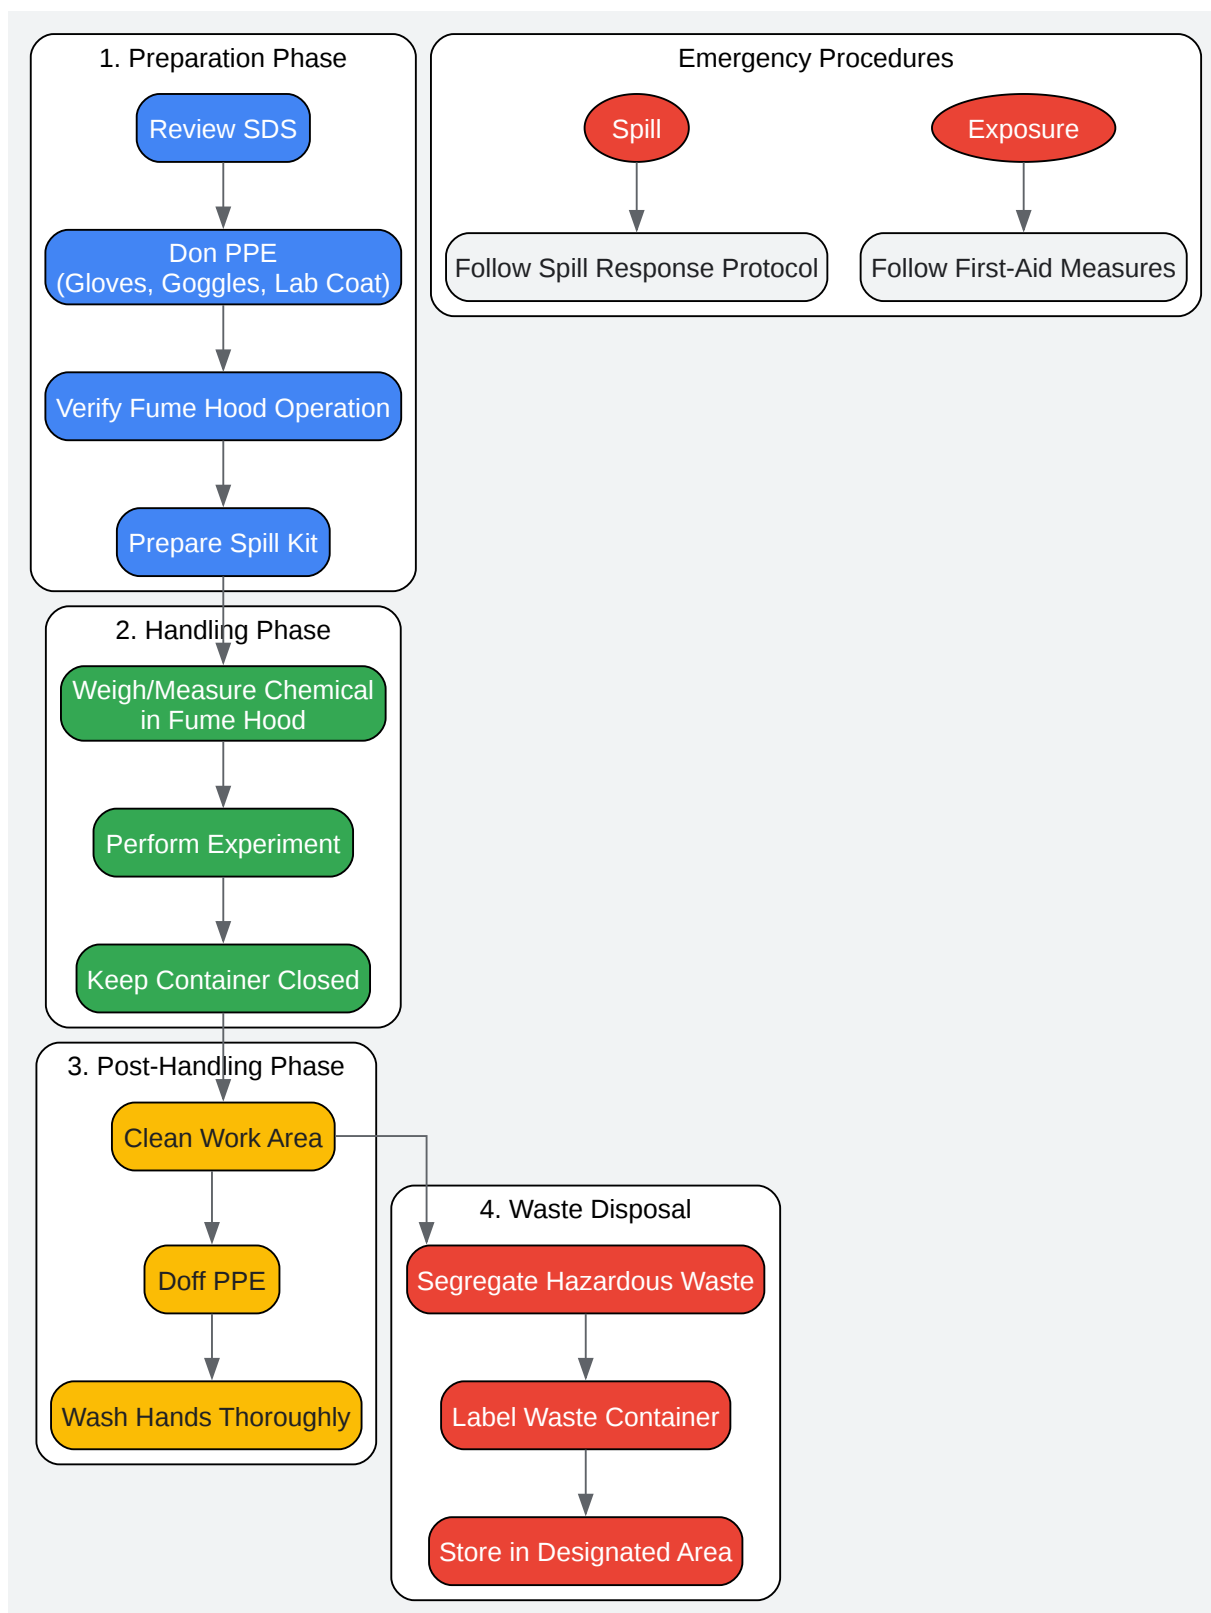 1. Preparation Phase
Review SDS
Don PPE
(Gloves, Goggles, Lab Coat)
Verify Fume Hood Operation
Prepare Spill Kit
Emergency Procedures
Spill
Exposure
Follow Spill Response Protocol
Follow First-Aid Measures
2. Handling Phase
Weigh/Measure Chemical
in Fume Hood
Perform Experiment
Keep Container Closed
3. Post-Handling Phase
Clean Work Area
Doff PPE
Wash Hands Thoroughly
4. Waste Disposal
Segregate Hazardous Waste
Label Waste Container
Store in Designated Area